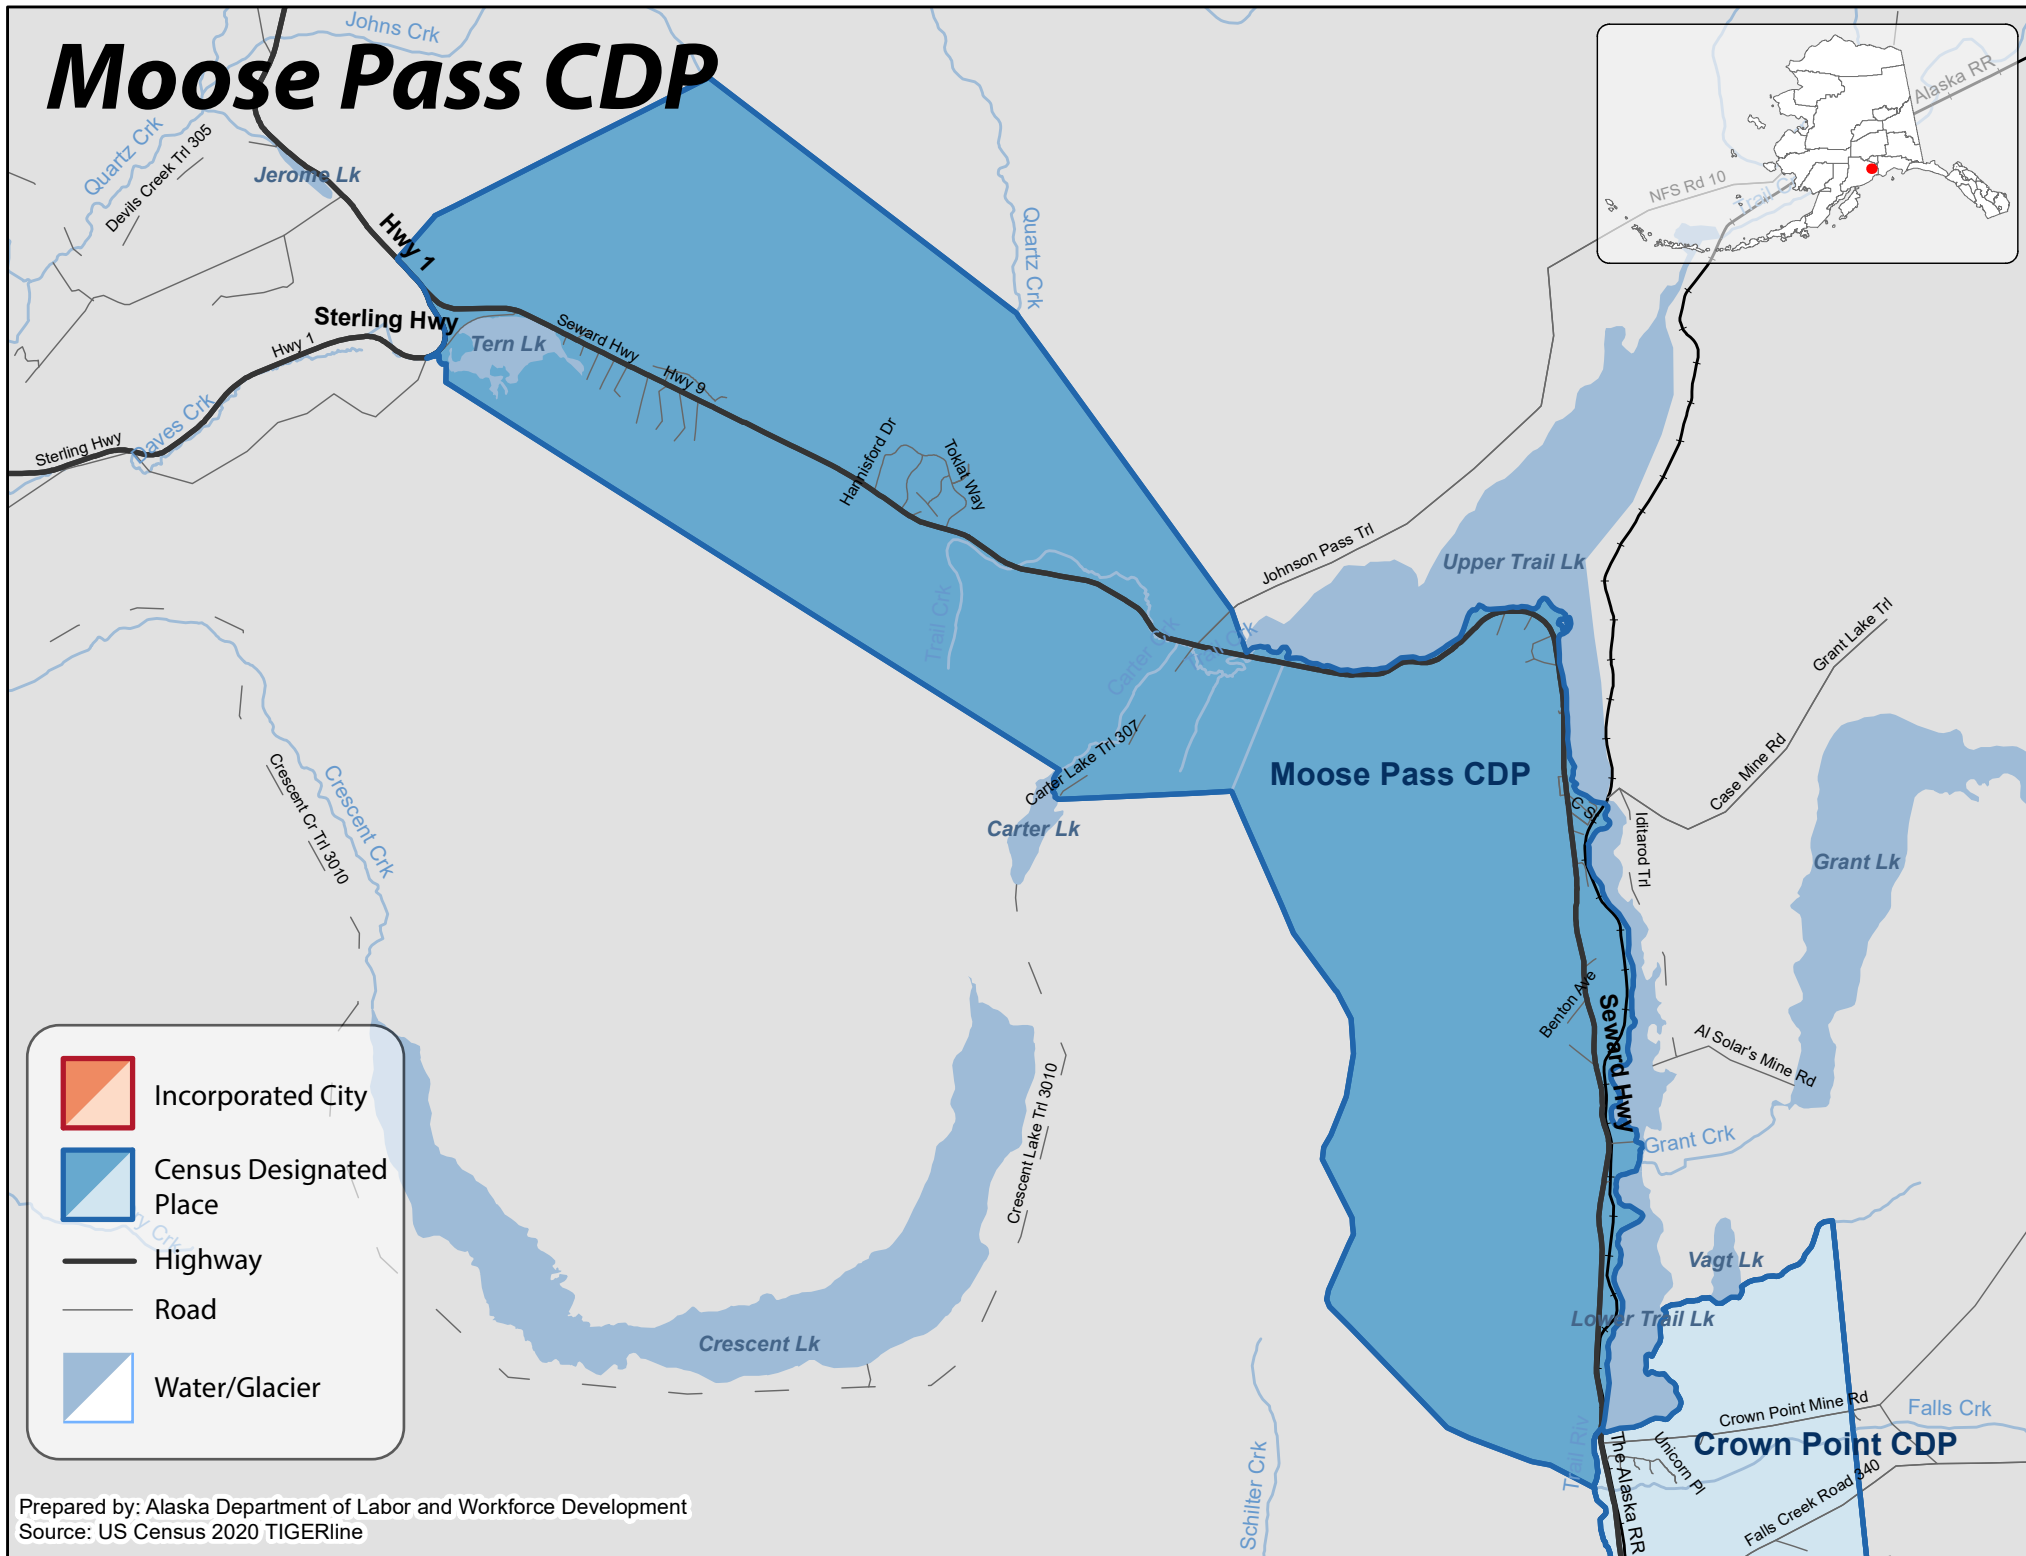 Moose Pass CDP
Johns Crk
Quartz Crk
Devils Creek Trl 305
Jerome Lk
Hwy 1
Sterling Hwy
Hwy 1
Tern Lk
Seward Hwy
Hwy 9
Sterling Hwy
Daves Crk
Quartz Crk
Alaska RR
NFS Rd 10
Hannisford Dr
Toklat Way
Johnson Pass Trl
Upper Trail Lk
Trail Crk
Carter Crk
Trail Crk
Grant Lake Trl
Carter Lake Trl 307
Carter Lk
Moose Pass CDP
C St
Case Mine Rd
Iditarod Trl
Grant Lk
Crescent Crk
Crescent Cr Trl 3010
Benton Ave
Seward Hwy
Al Solar's Mine Rd
Grant Crk
Crescent Lake Trl 3010
Crescent Lk
Vagt Lk
Lower Trail Lk
Crown Point Mine Rd
Falls Crk
Crown Point CDP
Unicorn Pl
Falls Creek Road 340
Trail Riv
The Alaska RR
Schilter Crk
Incorporated City
Census Designated
Place
Highway
Road
Water/Glacier
Prepared by: Alaska Department of Labor and Workforce Development
Source: US Census 2020 TIGERline